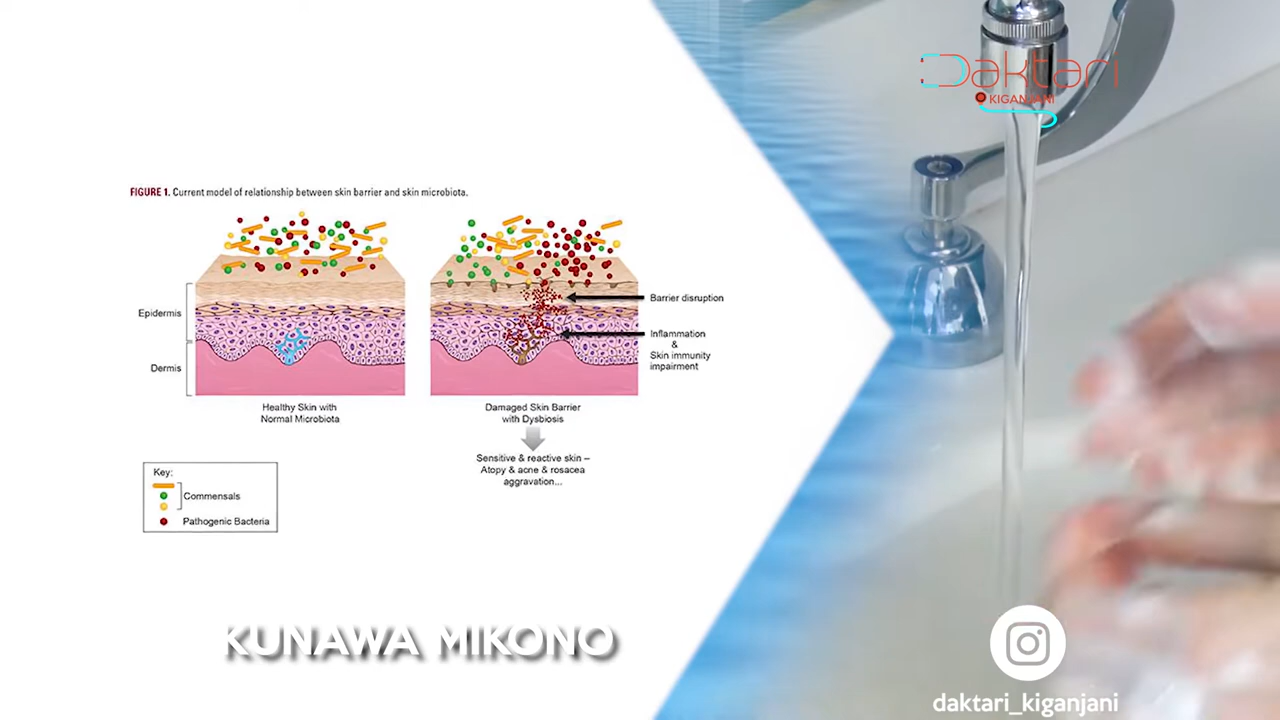 FIGURE 1. Current model of relationship between skin barrier and skin microbiota.
Epidermis
Dermis
Barrier disruption
Inflammation
&
Skin immunity
impairment
Healthy Skin with
Normal Microbiota
Damaged Skin Barrier
with Dysbiosis
Sensitive & reactive skin –
Atopy & acne & rosacea
aggravation...
Key:
Commensals
Pathogenic Bacteria
KUNAWA MIKONO
Daktari
KIGANJANI
daktari_kiganjani